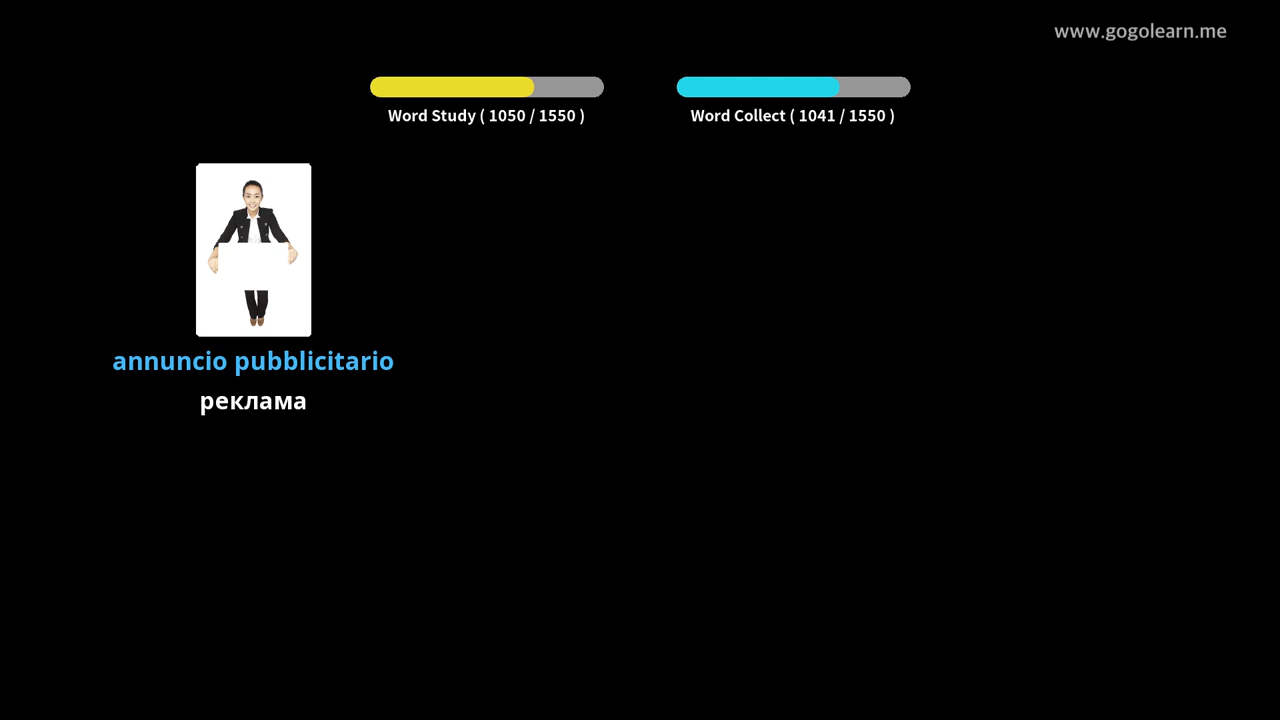 www.gogolearn.me
Word Study ( 1050 / 1550 )
Word Collect ( 1041 / 1550 )
annuncio pubblicitario
реклама